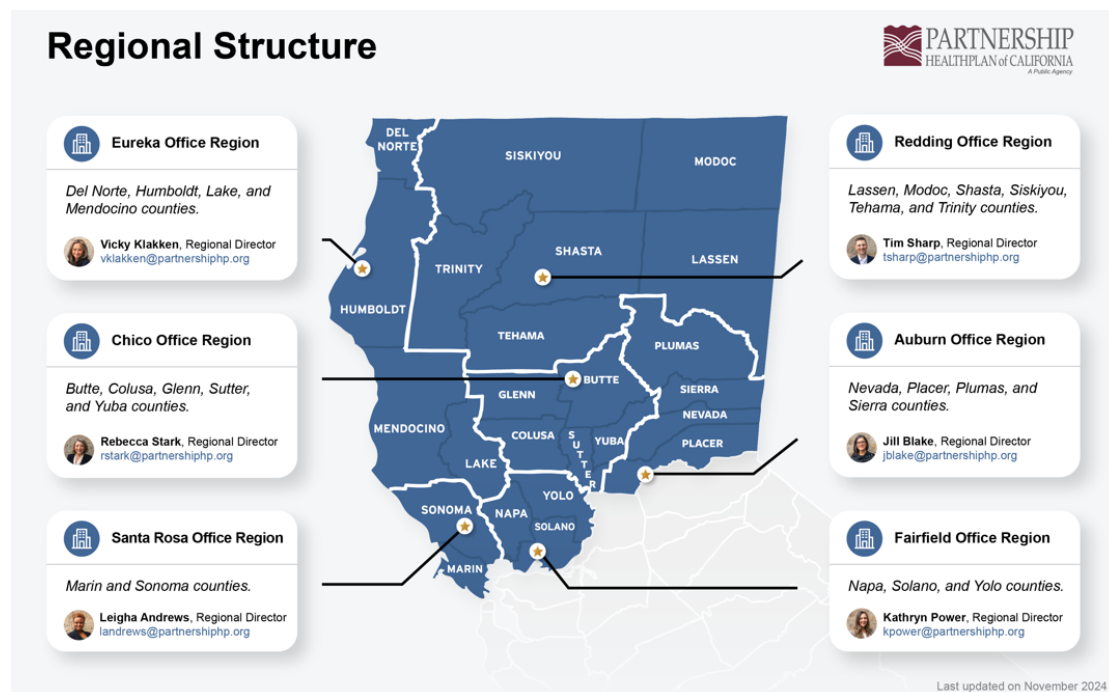 Regional Structure
PARTNERSHIP
HEALTHPLAN of CALIFORNIA
A Public Agency
Eureka Office Region
Del Norte, Humboldt, Lake, and
Mendocino counties.
Vicky Klakken, Regional Director
vklakken@partnershiphp.org
Chico Office Region
Butte, Colusa, Glenn, Sutter,
and Yuba counties.
Rebecca Stark, Regional Director
rstark@partnershiphp.org
Santa Rosa Office Region
Marin and Sonoma counties.
Leigha Andrews, Regional Director
landrews@partnershiphp.org
DEL
NORTE
SISKIYOU
MODOC
SHASTA
LASSEN
TRINITY
HUMBOLDT
TEHAMA
PLUMAS
BUTTE
GLENN
SIERRA
NEVADA
MENDOCINO
COLUSA
SUTTER
YUBA
PLACER
LAKE
YOLO
SONOMA
NAPA
SOLANO
MARIN
Redding Office Region
Lassen, Modoc, Shasta, Siskiyou,
Tehama, and Trinity counties.
Tim Sharp, Regional Director
tsharp@partnershiphp.org
Auburn Office Region
Nevada, Placer, Plumas, and
Sierra counties.
Jill Blake, Regional Director
jblake@partnershiphp.org
Fairfield Office Region
Napa, Solano, and Yolo counties.
Kathryn Power, Regional Director
kpower@partnershiphp.org
Last updated on November 2024